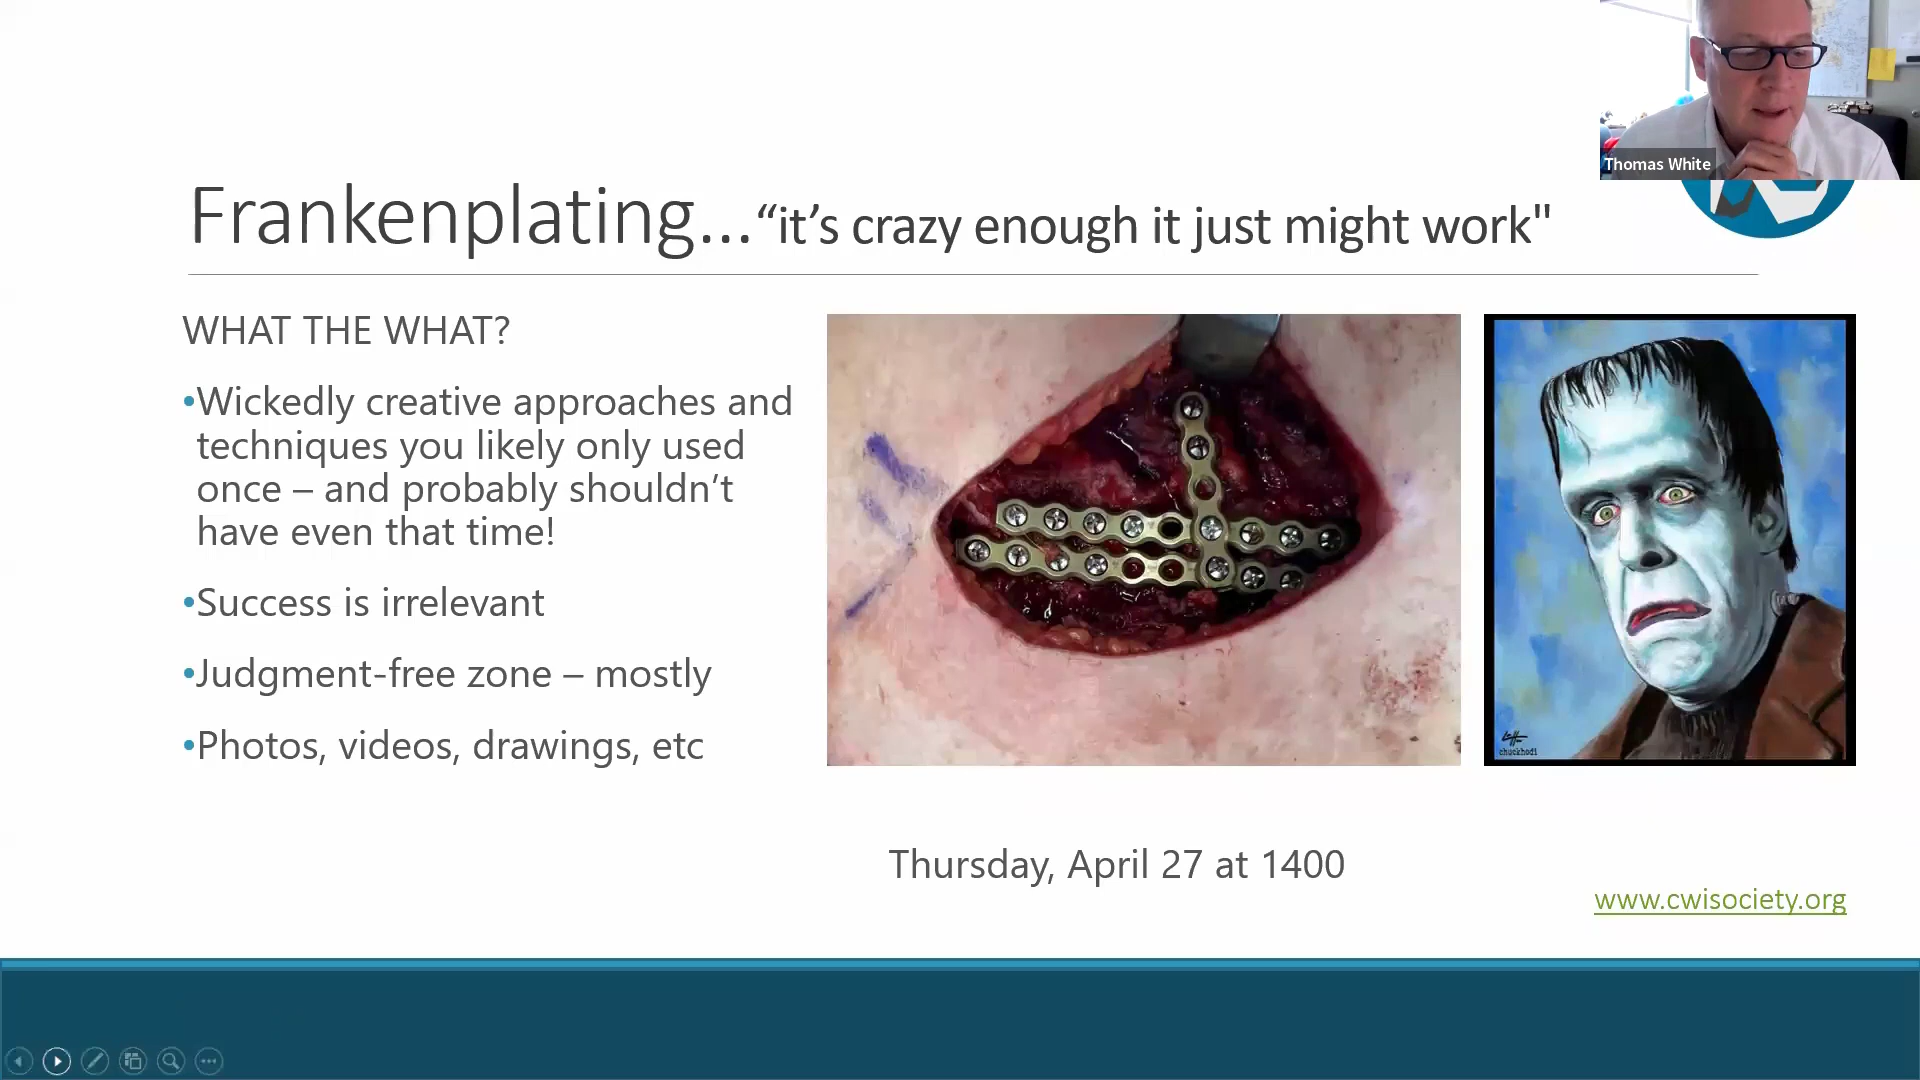 Thomas White
Frankenplating...“it’s crazy enough it just might work"
WHAT THE WHAT?
•Wickedly creative approaches and
techniques you likely only used
once – and probably shouldn’t
have even that time!
•Success is irrelevant
•Judgment-free zone – mostly
•Photos, videos, drawings, etc
chuckhodi
Thursday, April 27 at 1400
www.cwisociety.org